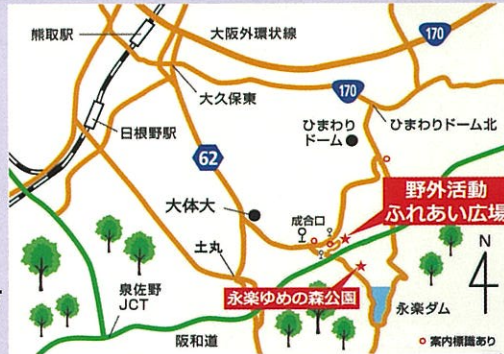 熊取駅
大阪外環状線
170
大久保東
170
日根野駅
ひまわり
ドーム
ひまわりドーム北
62
野外活動
ふれあい広場
大体大
成合口
N
土丸
永楽ゆめの森公園
泉佐野
JCT
阪和道
永楽ダム
案内標識あり